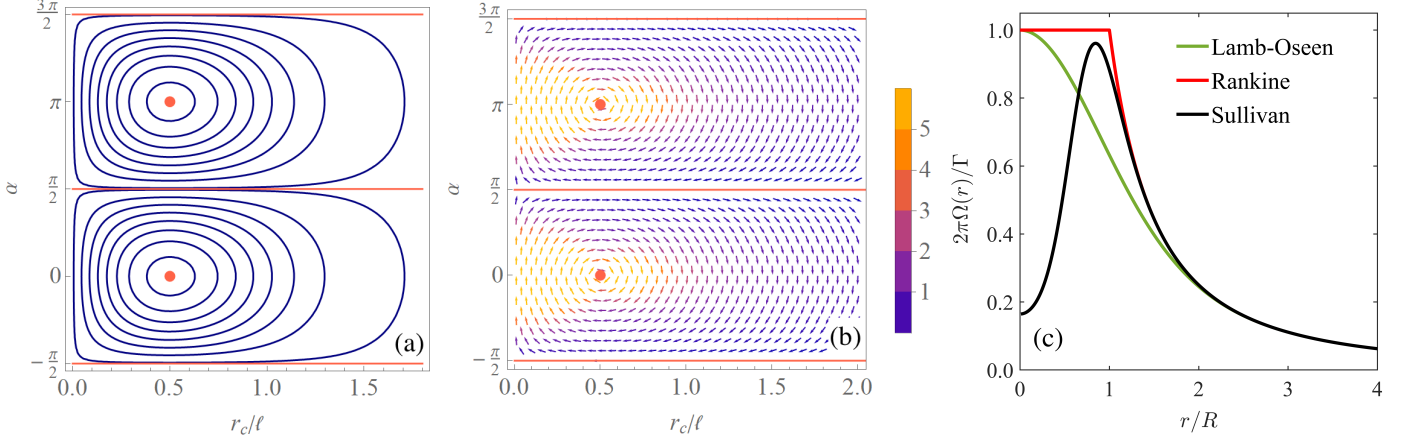 3π/2
π
π/2
0
-π/2
α
0.0 0.5 1.0 1.5
r_c/ℓ
(a)
3π/2
π
π/2
0
-π/2
α
0.0 0.5 1.0 1.5 2.0
r_c/ℓ
(b)
5
4
3
2
1
1.0
0.8
0.6
0.4
0.2
0.0
2πΩ(r)/Γ
Lamb-Oseen
Rankine
Sullivan
(c)
0 1 2 3 4
r/R